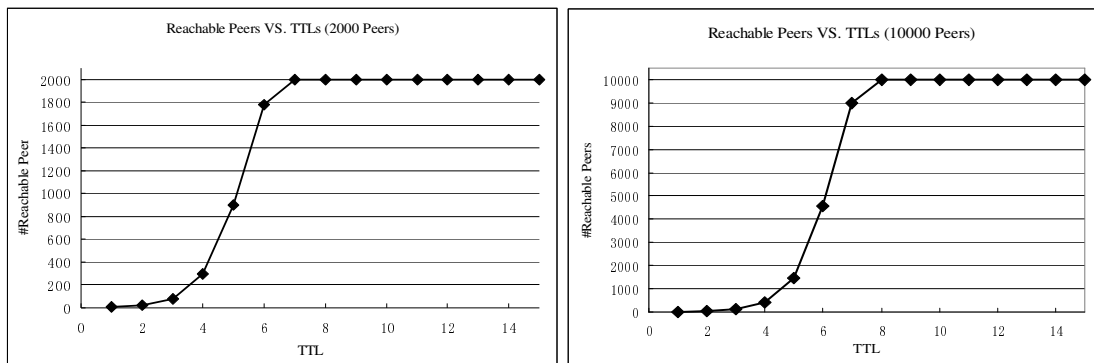 Reachable Peers VS. TTLs (2000 Peers)
#Reachable Peer
2000
1800
1600
1400
1200
1000
800
600
400
200
0
0 2 4 6 8 10 12 14
TTL
Reachable Peers VS. TTLs (10000 Peers)
#Reachable Peers
10000
9000
8000
7000
6000
5000
4000
3000
2000
1000
0
0 2 4 6 8 10 12 14
TTL